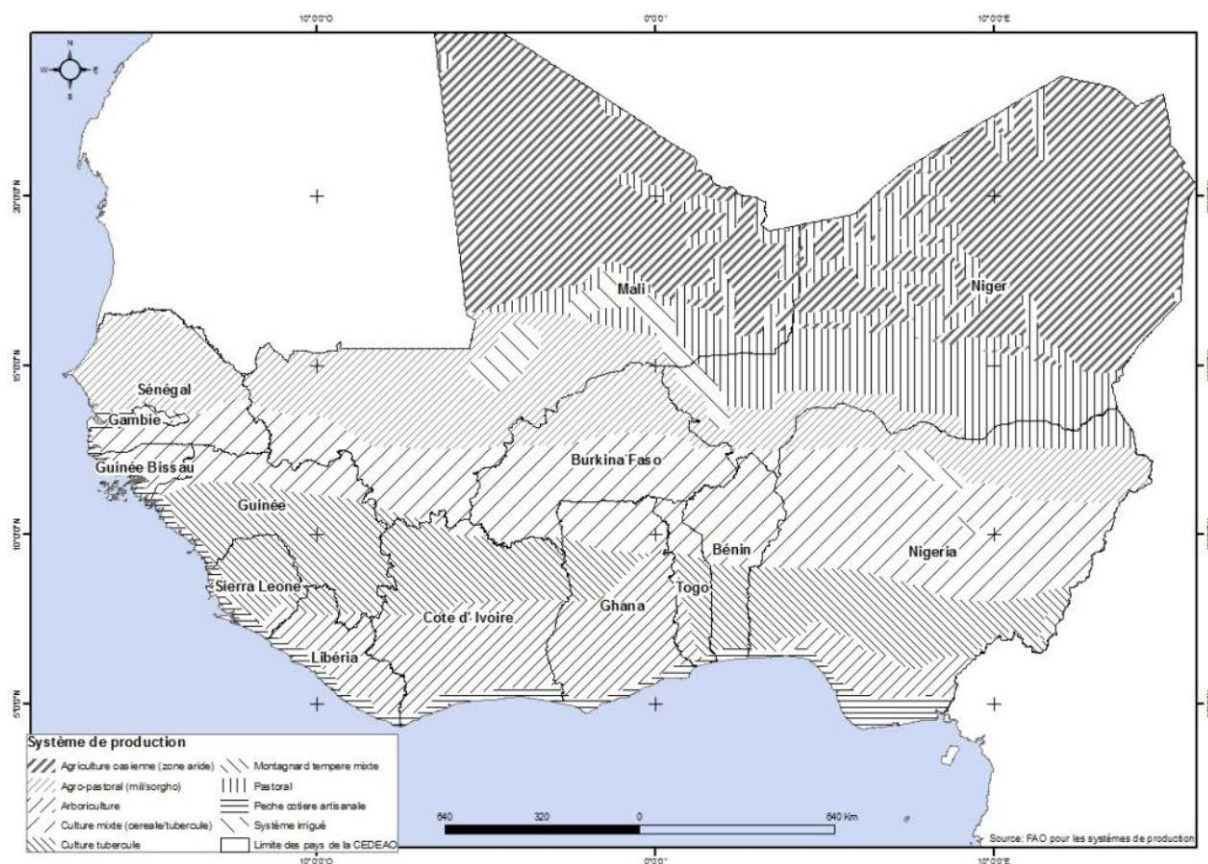 10°0'0"O
0°0'0"
10°0'0"E
N
W E
S
20°0'0"N
15°0'0"N
10°0'0"N
5°0'0"N
Mali
Niger
Sénégal
Gambie
Guinée Bissau
Burkina Faso
Guinée
Nigeria
Bénin
Sierra Leone
Togo
Ghana
Côte d' Ivoire
Libéria
Système de production
Agriculture oasienne (zone aride)
Agro-pastoral (mil/sorgho)
Arboriculture
Culture mixte (cereale/tubercule)
Culture tubercule
Montagnard tempere mixte
Pastoral
Peche cotiere artisanale
Système irrigué
Limite des pays de la CEDEAO
640 320 0 640 Km
Source: FAO pour les systèmes de production
10°0'0"O
0°0'0"
10°0'0"E